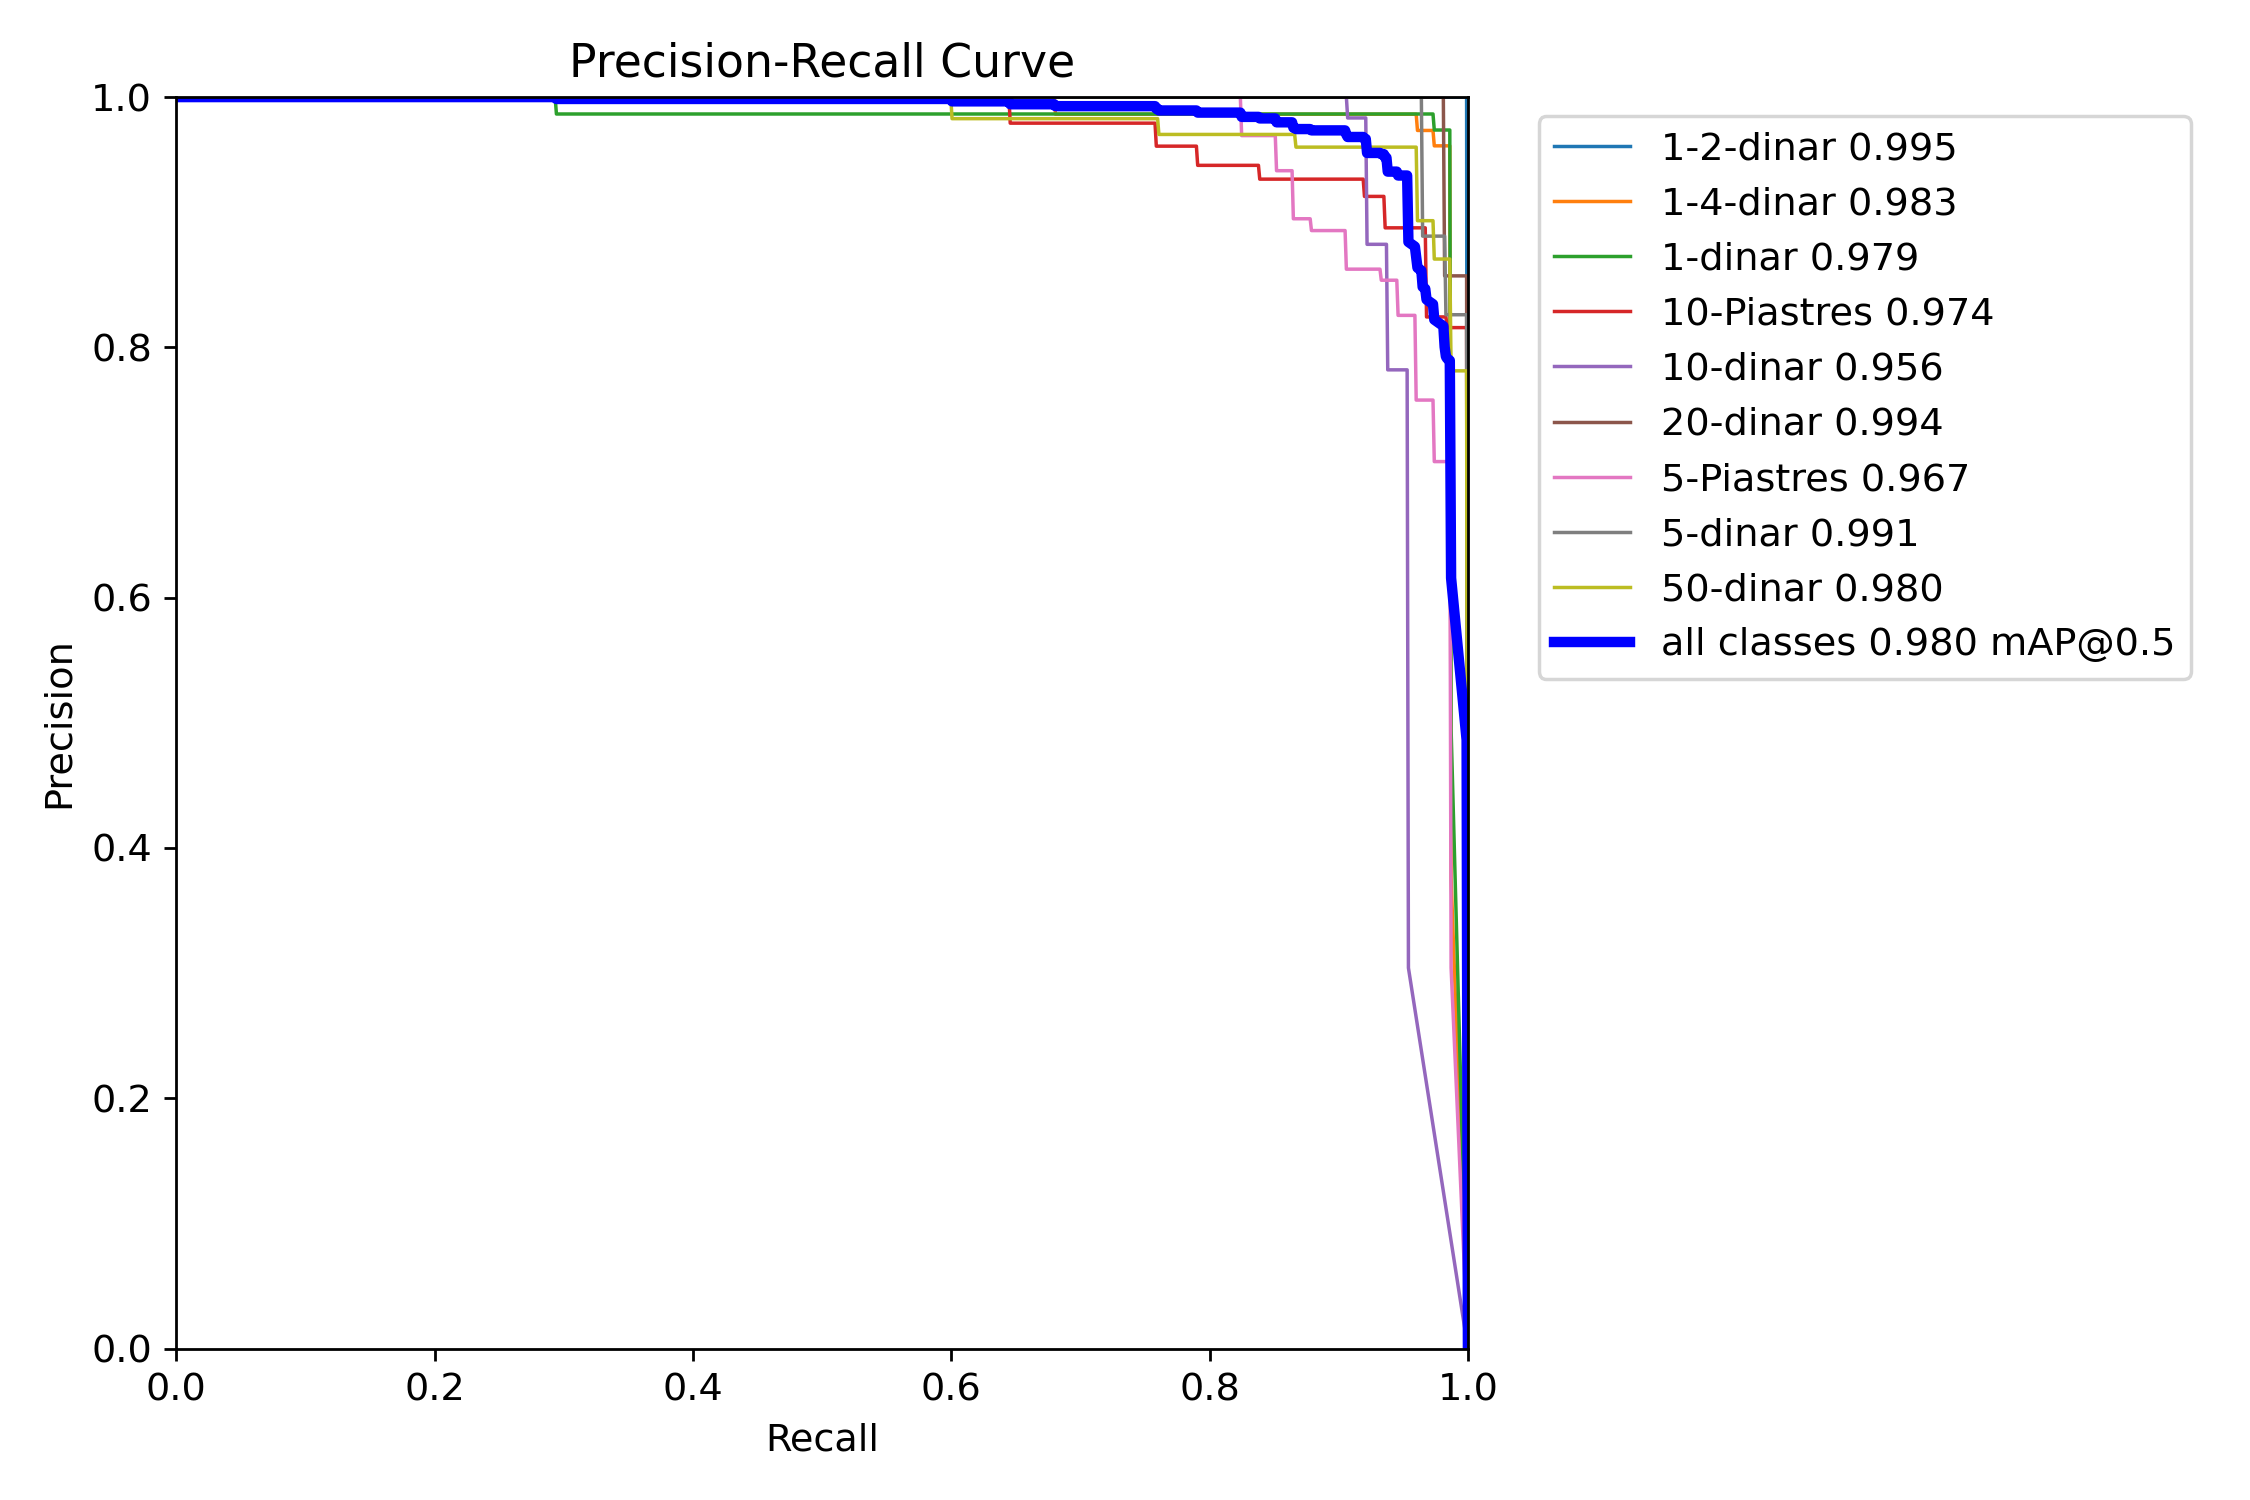 Precision-Recall Curve
1.0
0.8
0.6
0.4
0.2
0.0
Precision
0.0 0.2 0.4 0.6 0.8 1.0
Recall
1-2-dinar 0.995
1-4-dinar 0.983
1-dinar 0.979
10-Piastres 0.974
10-dinar 0.956
20-dinar 0.994
5-Piastres 0.967
5-dinar 0.991
50-dinar 0.980
all classes 0.980 mAP@0.5